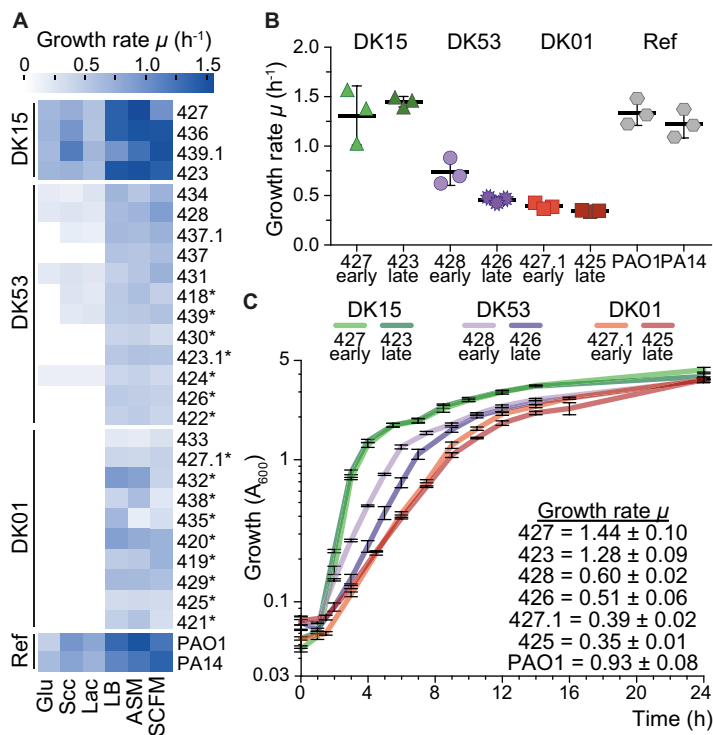 A
Growth rate μ (h⁻¹)
0 0.5 1 1.5
DK15
427
436
439.1
423
DK53
434
428
437.1
437
431
418*
439*
430*
423.1*
424*
426*
422*
DK01
433
427.1*
432*
438*
435*
420*
419*
429*
425*
421*
Ref
PAO1
PA14
Glu Scc Lac LB ASM SCFM
B
DK15 DK53 DK01 Ref
Growth rate μ (h⁻¹)
2.0
1.5
1.0
0.5
0.0
427 423 428 426 427.1 425 PAO1 PA14
early late early late early late
C
DK15 DK53 DK01
427 423 428 426 427.1 425
early late early late early late
Growth (A₆₀₀)
5
1
0.1
0.03
Growth rate μ
427 = 1.44 ± 0.10
423 = 1.28 ± 0.09
428 = 0.60 ± 0.02
426 = 0.51 ± 0.06
427.1 = 0.39 ± 0.02
425 = 0.35 ± 0.01
PAO1 = 0.93 ± 0.08
0 4 8 12 16 20 24
Time (h)